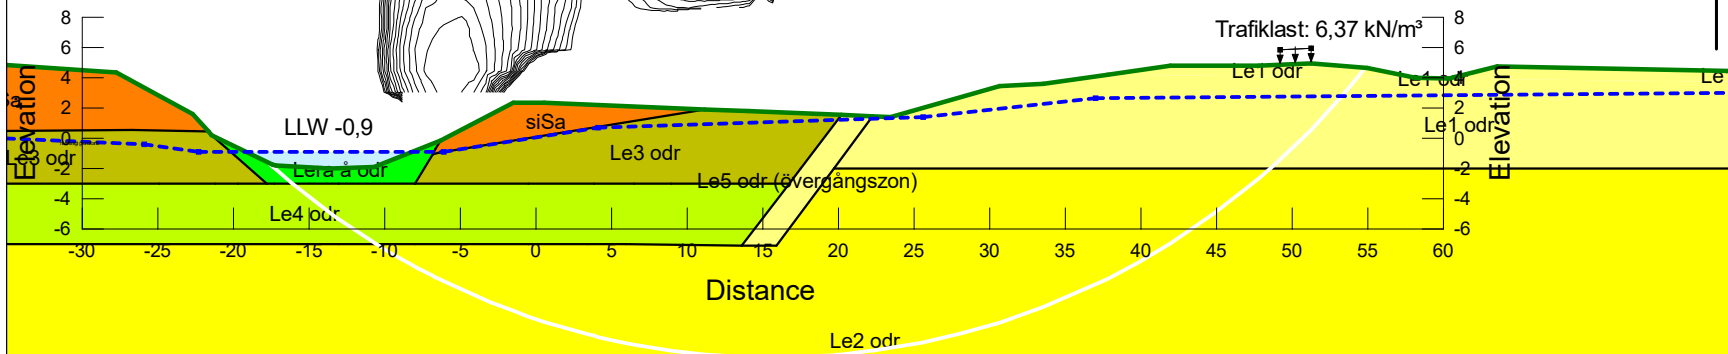 8 8
Trafiklast: 6,37 kN/m³
6 6
Le1 odr
4 Le1 odr 4 Le
2 2
LLW -0,9 siSa
Le1 odr
0 0
Le3 odr Le3 odr
Elevation Elevation
-2 Lera å odr -2
Le5 odr (övergångszon)
-4 Le4 odr -4
-6 -6
-30 -25 -20 -15 -10 -5 0 5 10 15 20 25 30 35 40 45 50 55 60
Distance
Le2 odr